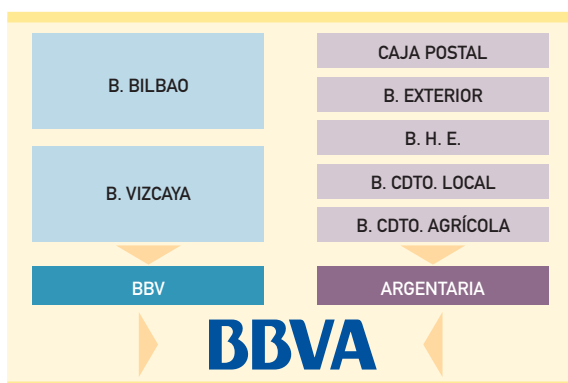 B. BILBAO
B. VIZCAYA
BBV
CAJA POSTAL
B. EXTERIOR
B. H. E.
B. CDTO. LOCAL
B. CDTO. AGRÍCOLA
ARGENTARIA
BBVA